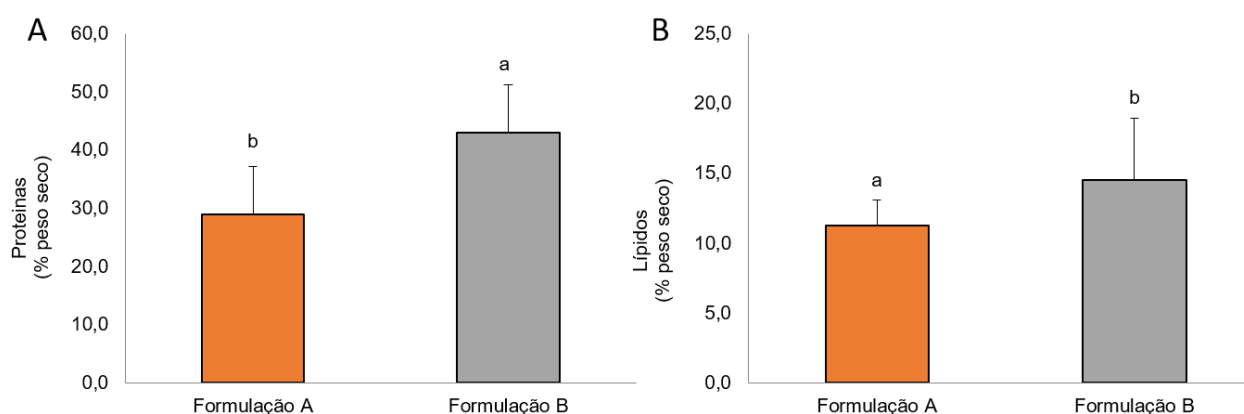 A
60,0
50,0
40,0
30,0
20,0
10,0
0,0
Proteinas
(% peso seco)
b
a
Formulação A
Formulação B
B
25,0
20,0
15,0
10,0
5,0
0,0
Lípidos
(% peso seco)
a
b
Formulação A
Formulação B